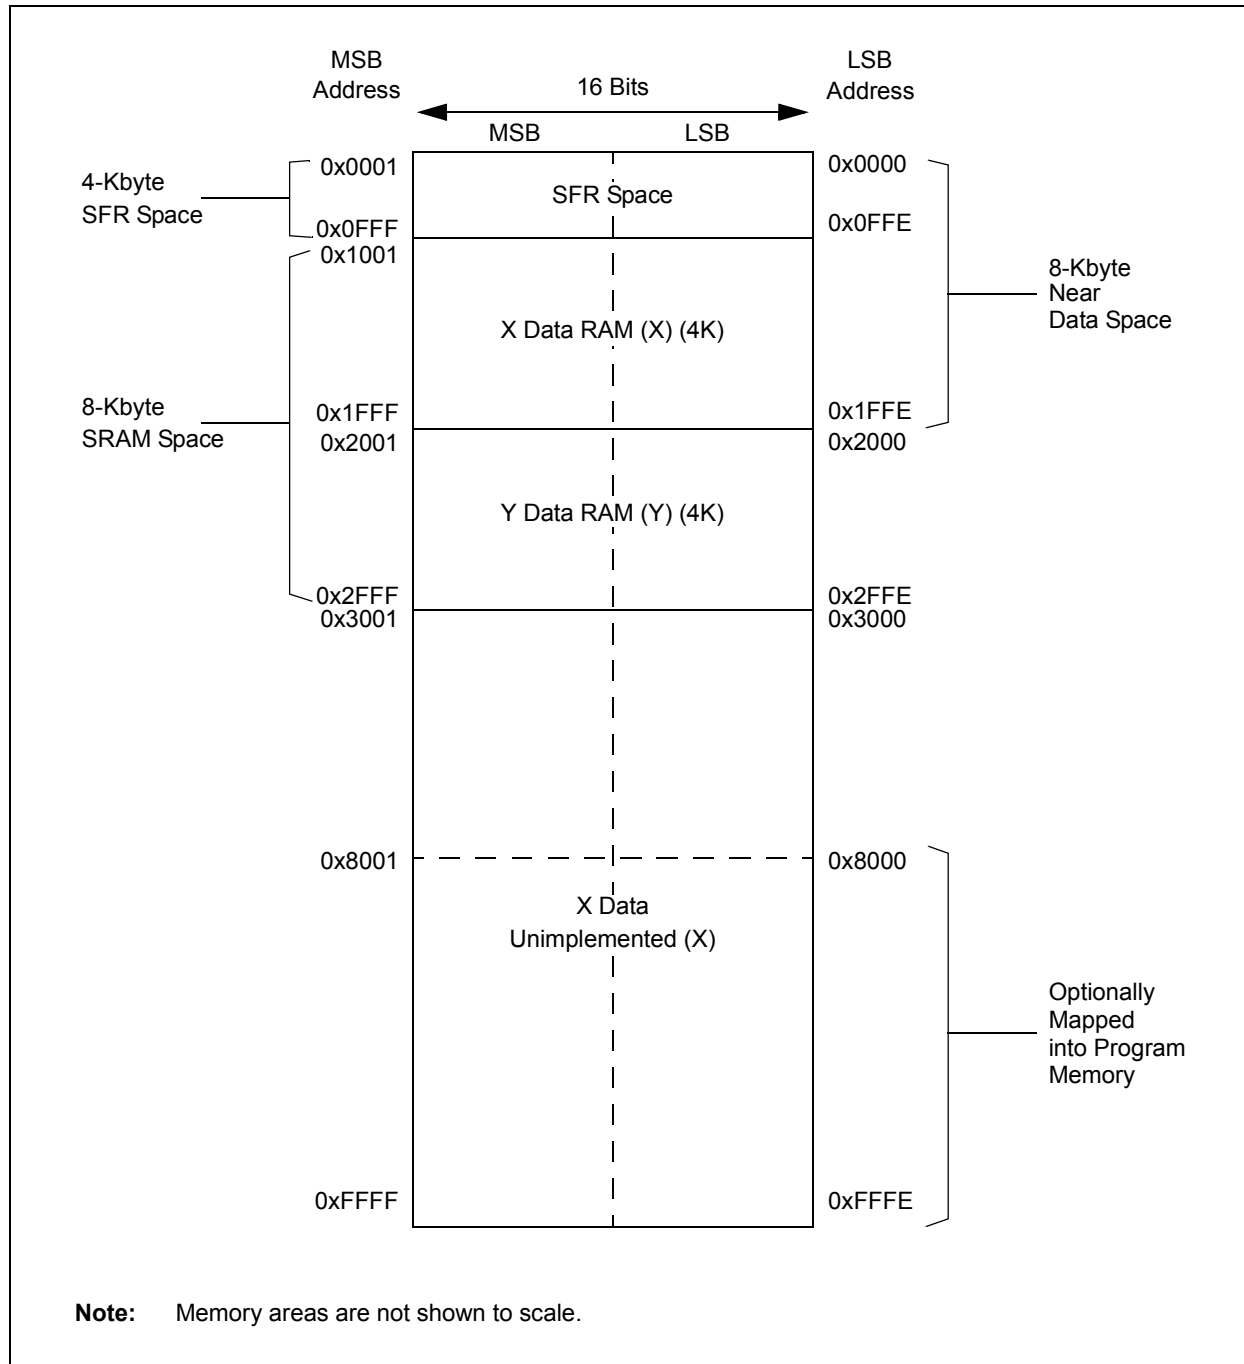 MSB
Address
LSB
Address
16 Bits
MSB
LSB
0x0001
0x0000
4-Kbyte
SFR Space
SFR Space
0x0FFF
0x0FFE
0x1001
8-Kbyte
Near
Data Space
X Data RAM (X) (4K)
8-Kbyte
SRAM Space
0x1FFF
0x1FFE
0x2001
0x2000
Y Data RAM (Y) (4K)
0x2FFF
0x2FFE
0x3001
0x3000
0x8001
0x8000
X Data
Unimplemented (X)
Optionally
Mapped
into Program
Memory
0xFFFF
0xFFFE
Note: Memory areas are not shown to scale.